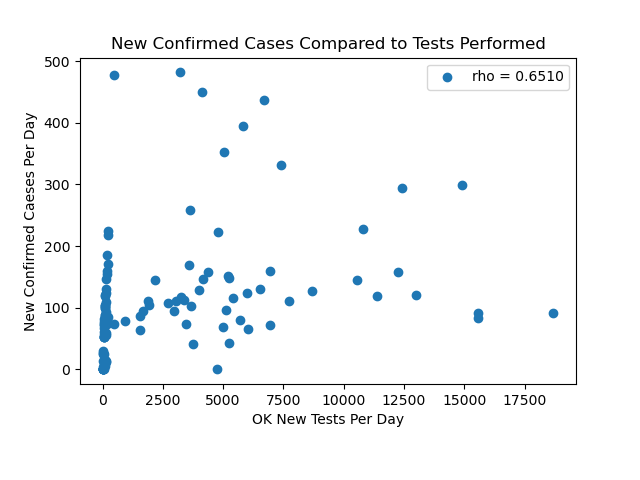 New Confirmed Cases Compared to Tests Performed
rho = 0.6510
New Confirmed Caeses Per Day
500
400
300
200
100
0
0 2500 5000 7500 10000 12500 15000 17500
OK New Tests Per Day